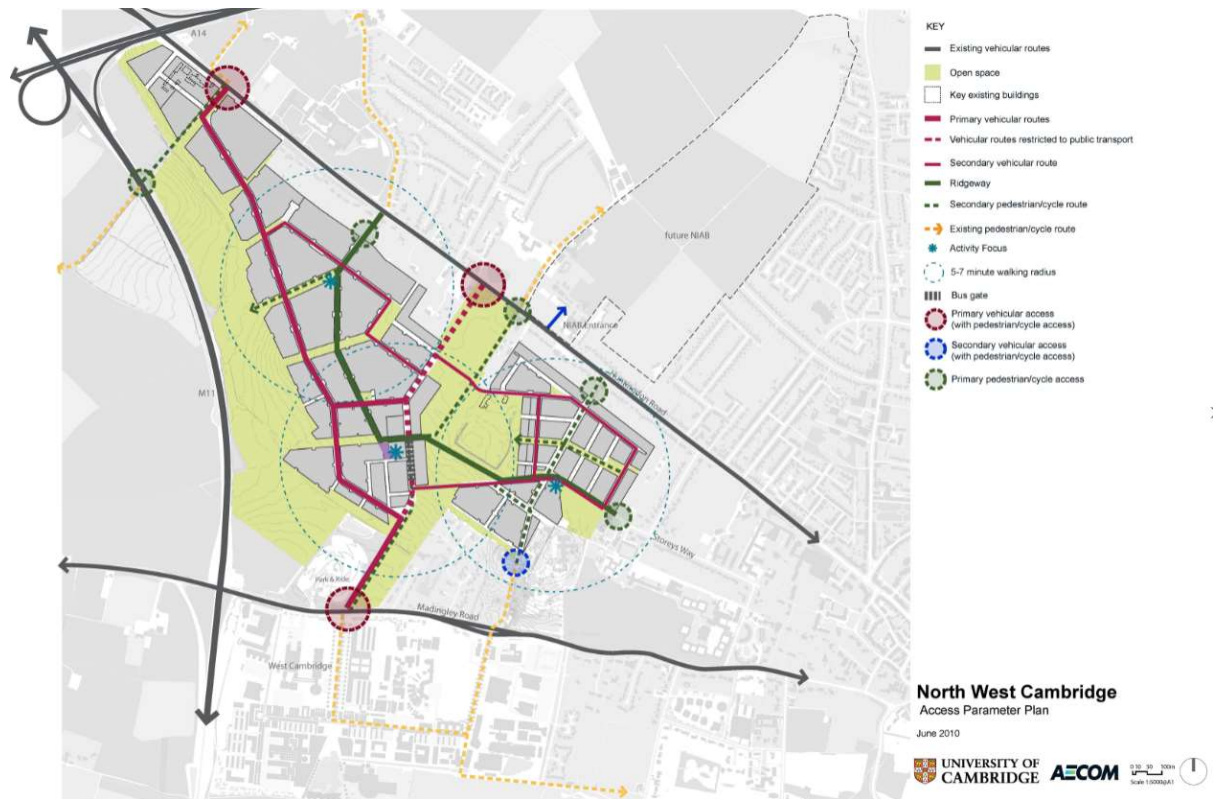 A14
M11
future NIAB
NIAB Entrance
Huntingdon Road
Storeys Way
Park & Ride
Madingley Road
West Cambridge
KEY
Existing vehicular routes
Open space
Key existing buildings
Primary vehicular routes
Vehicular routes restricted to public transport
Secondary vehicular route
Ridgeway
Secondary pedestrian/cycle route
Existing pedestrian/cycle route
Activity Focus
5-7 minute walking radius
Bus gate
Primary vehicular access
(with pedestrian/cycle access)
Secondary vehicular access
(with pedestrian/cycle access)
Primary pedestrian/cycle access
North West Cambridge
Access Parameter Plan
June 2010
UNIVERSITY OF
CAMBRIDGE
AECOM